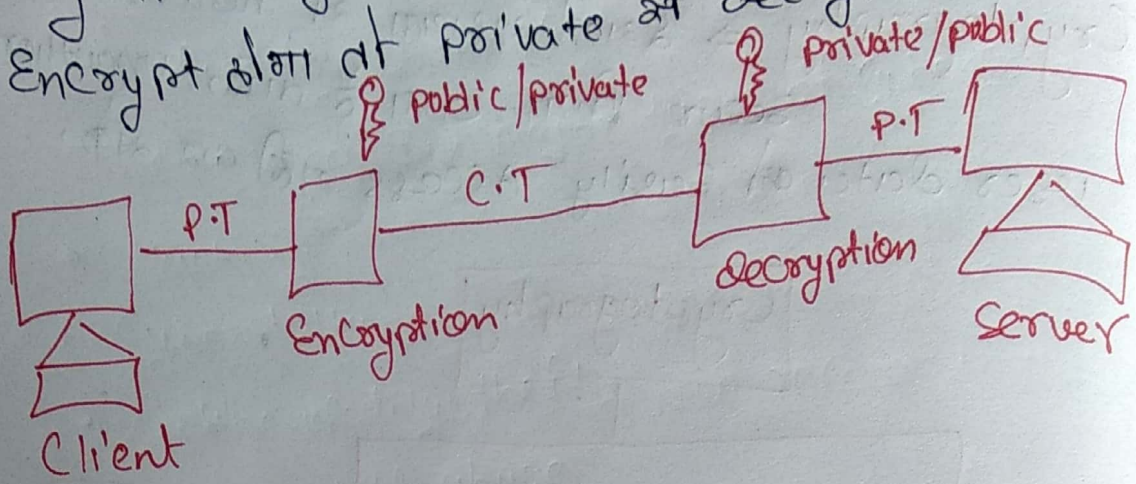 Encrypt होगा तो private से
public/private
private/public
P.T
C.T
P.T
Encryption
Decryption
Client
Server